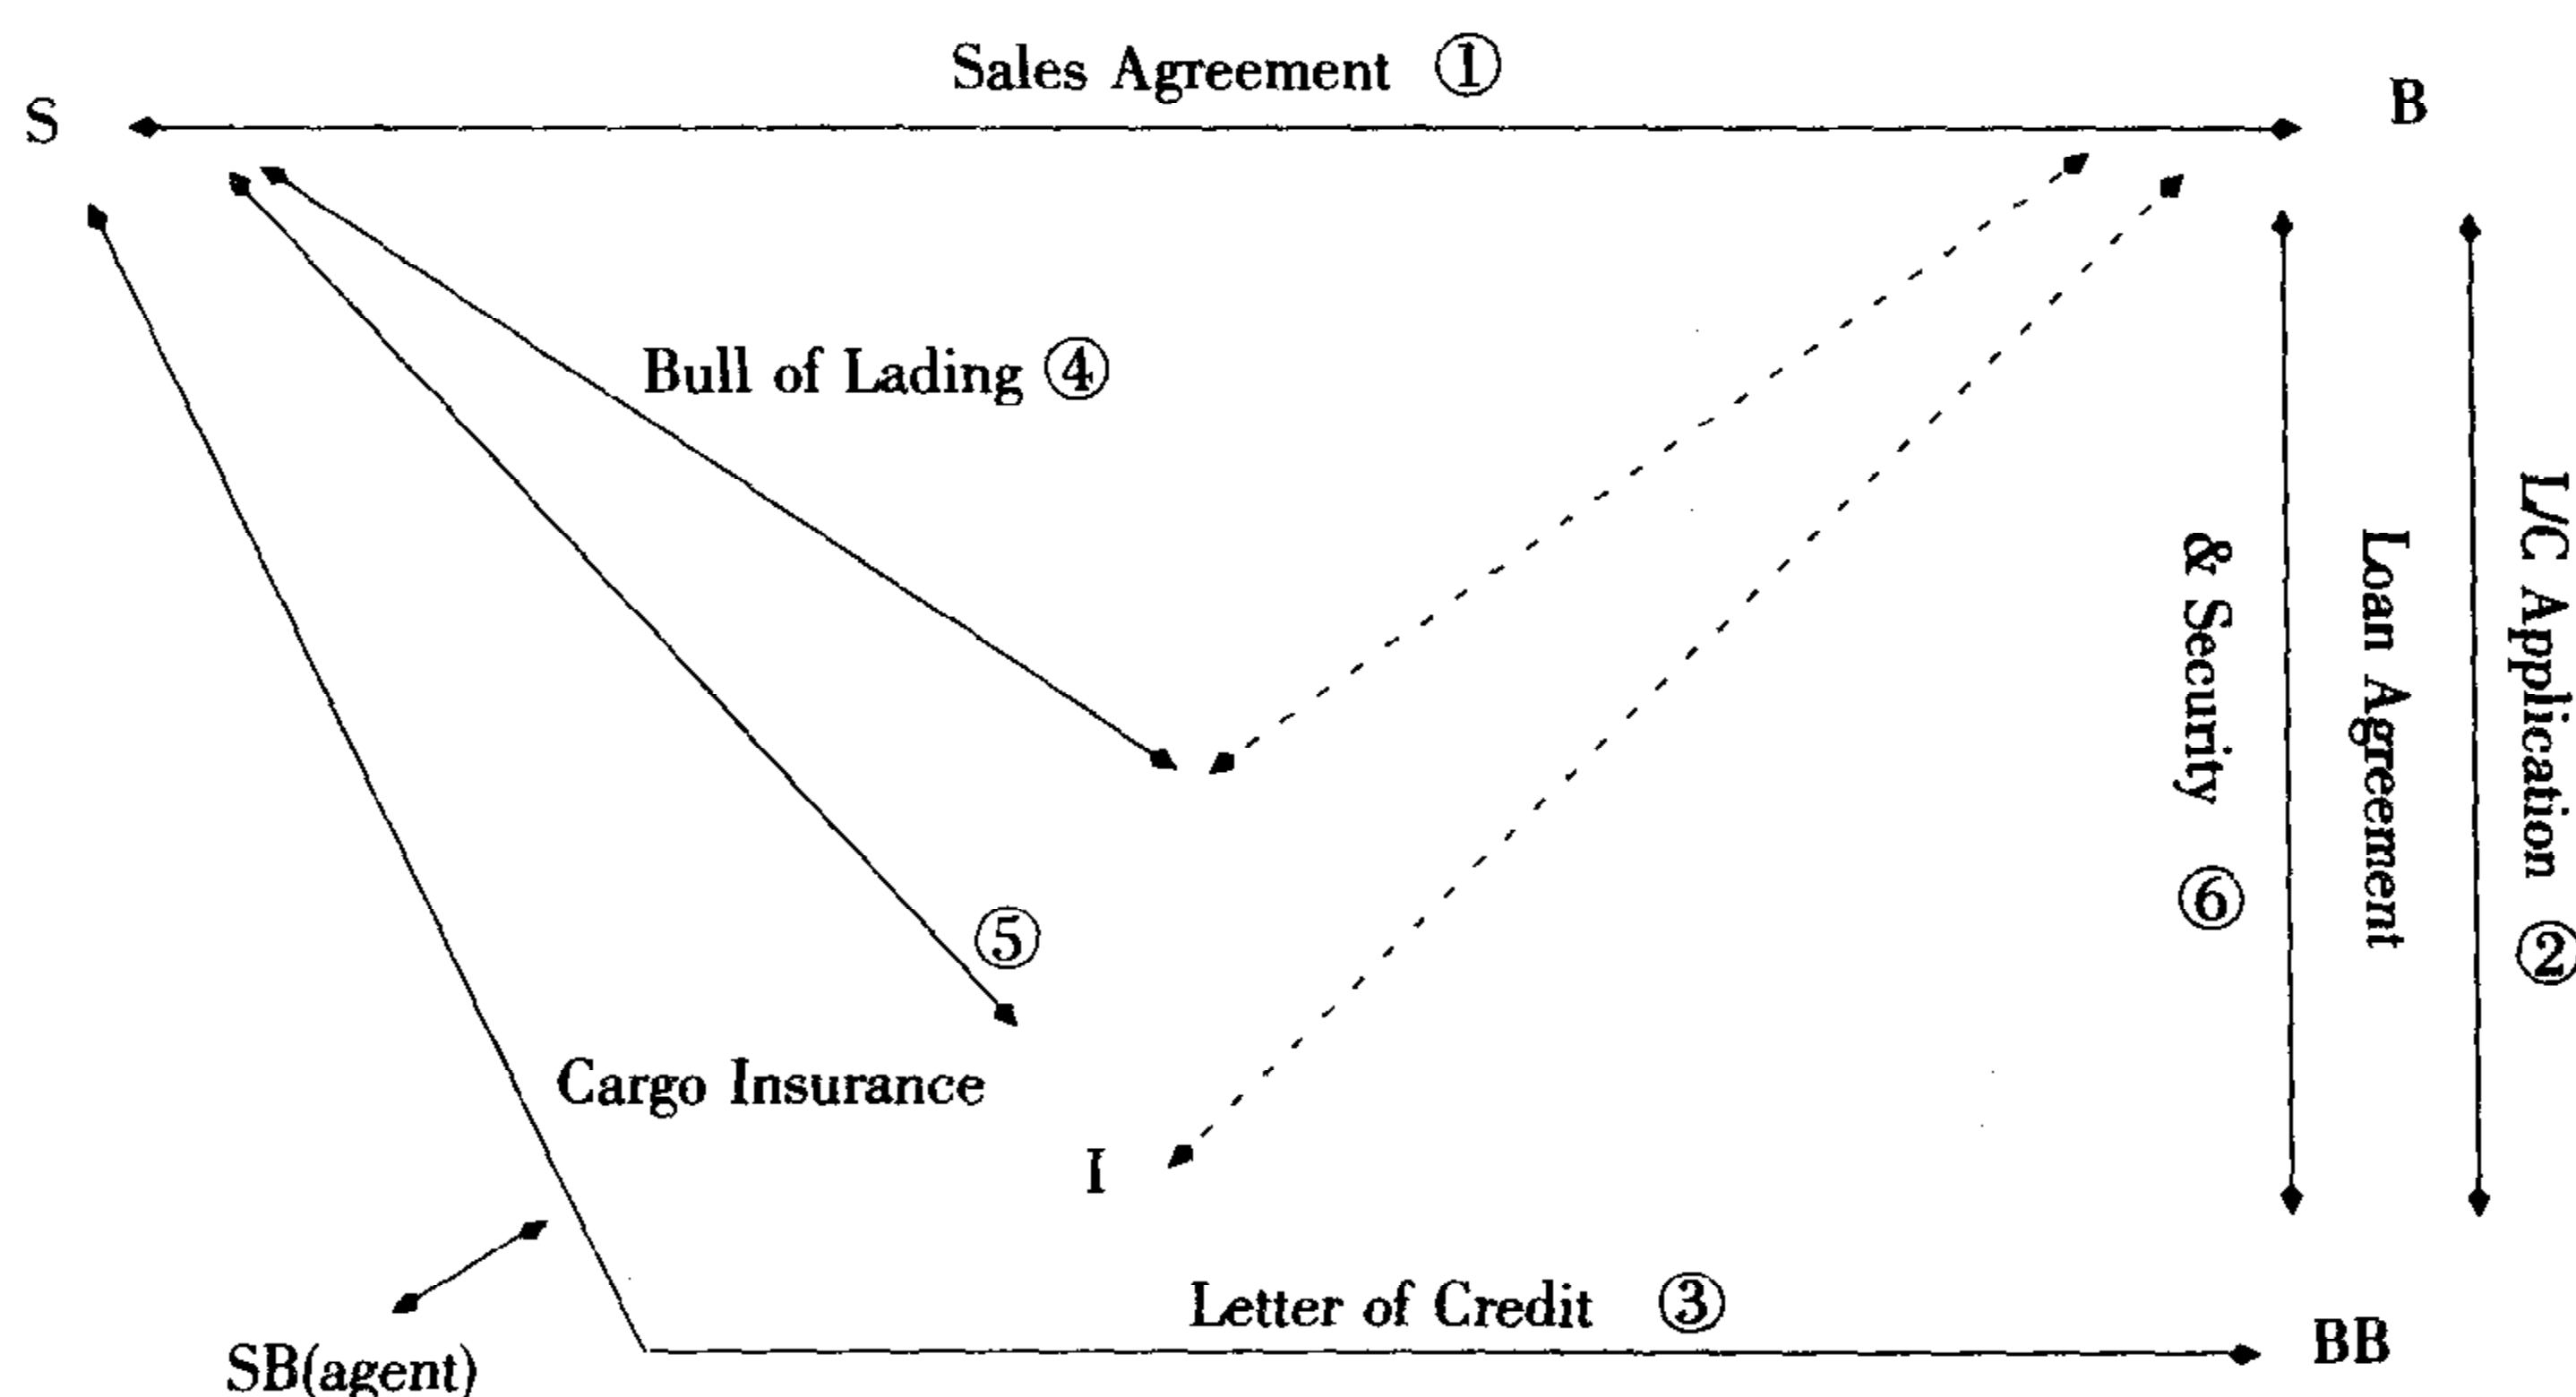 Sales Agreement ①
S
B
Bull of Lading ④
L/C Application ②
Loan Agreement
& Security ⑥
⑤
Cargo Insurance
I
Letter of Credit ③
SB(agent)
BB